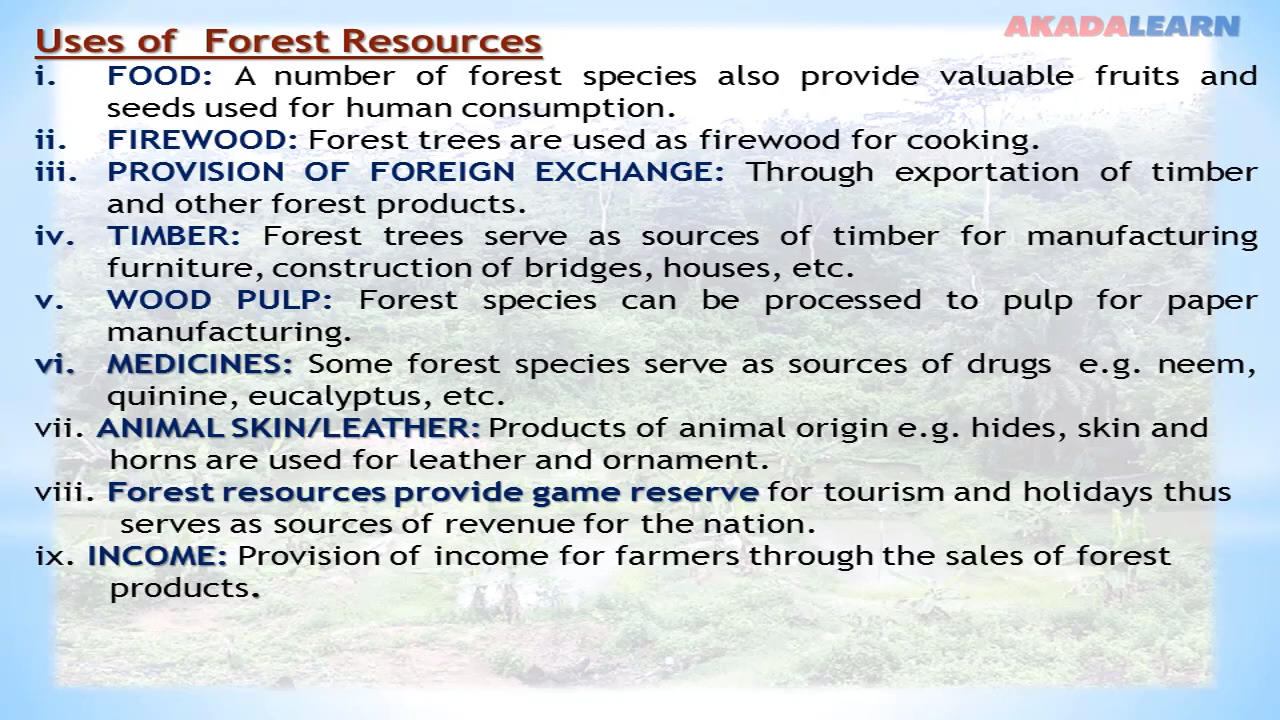 AKADALEARN
Uses of Forest Resources
i. FOOD: A number of forest species also provide valuable fruits and
seeds used for human consumption.
ii. FIREWOOD: Forest trees are used as firewood for cooking.
iii. PROVISION OF FOREIGN EXCHANGE: Through exportation of timber
and other forest products.
iv. TIMBER: Forest trees serve as sources of timber for manufacturing
furniture, construction of bridges, houses, etc.
v. WOOD PULP: Forest species can be processed to pulp for paper
manufacturing.
vi. MEDICINES: Some forest species serve as sources of drugs e.g. neem,
quinine, eucalyptus, etc.
vii. ANIMAL SKIN/LEATHER: Products of animal origin e.g. hides, skin and
horns are used for leather and ornament.
viii. Forest resources provide game reserve for tourism and holidays thus
serves as sources of revenue for the nation.
ix. INCOME: Provision of income for farmers through the sales of forest
products.